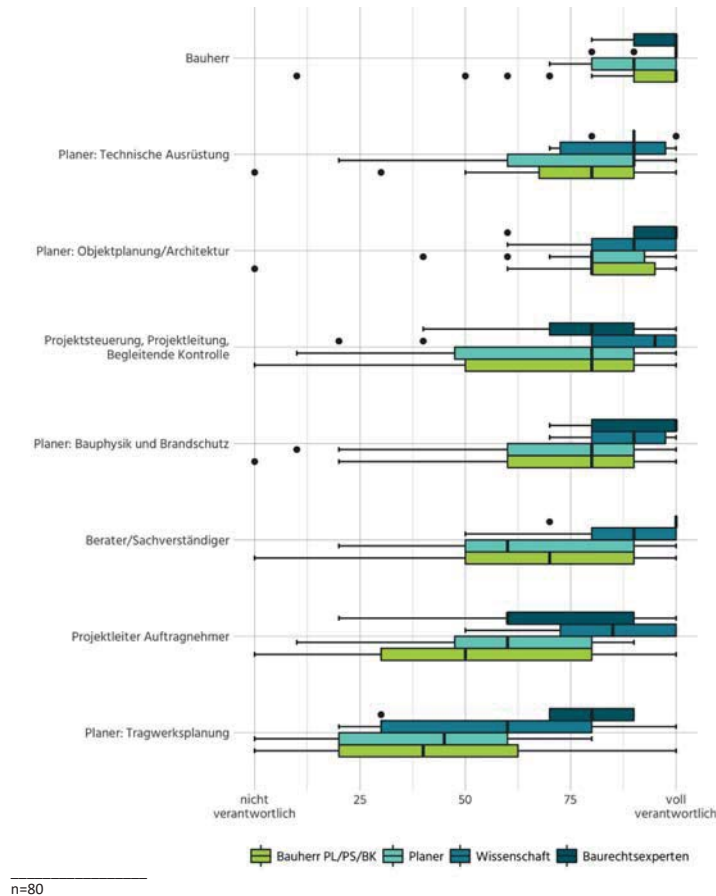 Bauherr
Planer: Technische Ausrüstung
Planer: Objektplanung/Architektur
Projektsteuerung, Projektleitung,
Begleitende Kontrolle
Planer: Bauphysik und Brandschutz
Berater/Sachverständiger
Projektleiter Auftragnehmer
Planer: Tragwerksplanung
nicht
verantwortlich
25
50
75
voll
verantwortlich
Bauherr PL/PS/BK
Planer
Wissenschaft
Baurechtsexperten
n=80